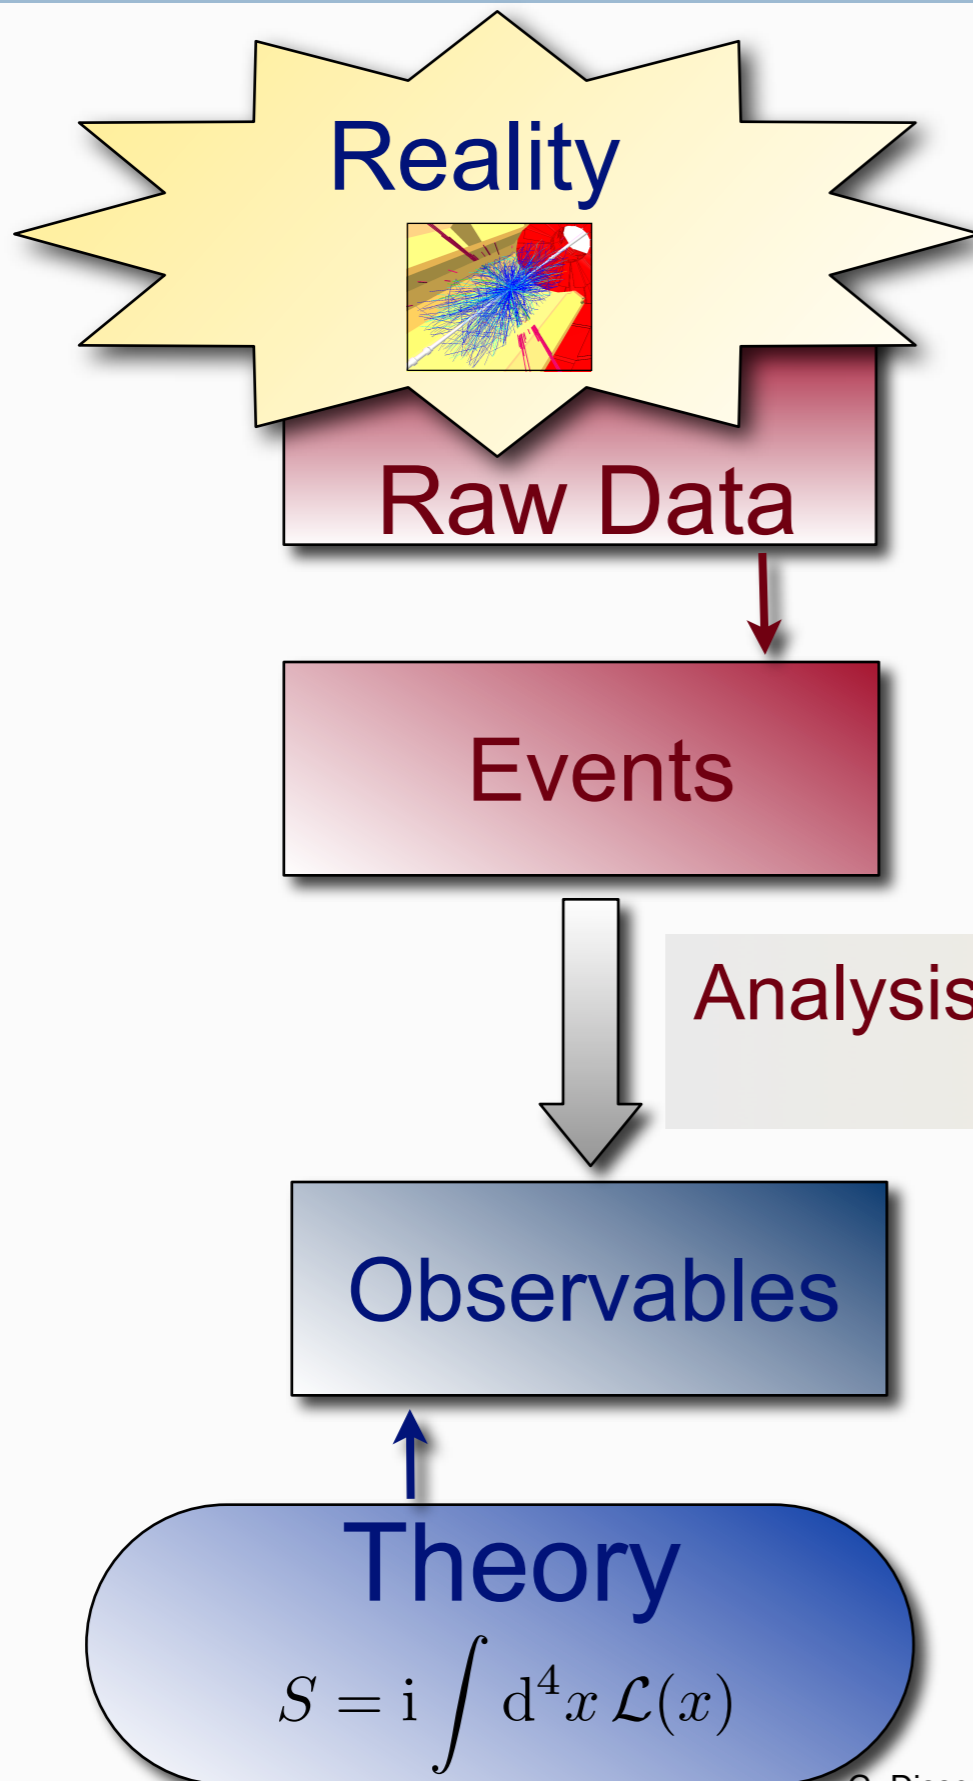 Reality
Raw Data
Events
Analysis
Observables
Theory
S = i ∫ d⁴x ℒ(x)